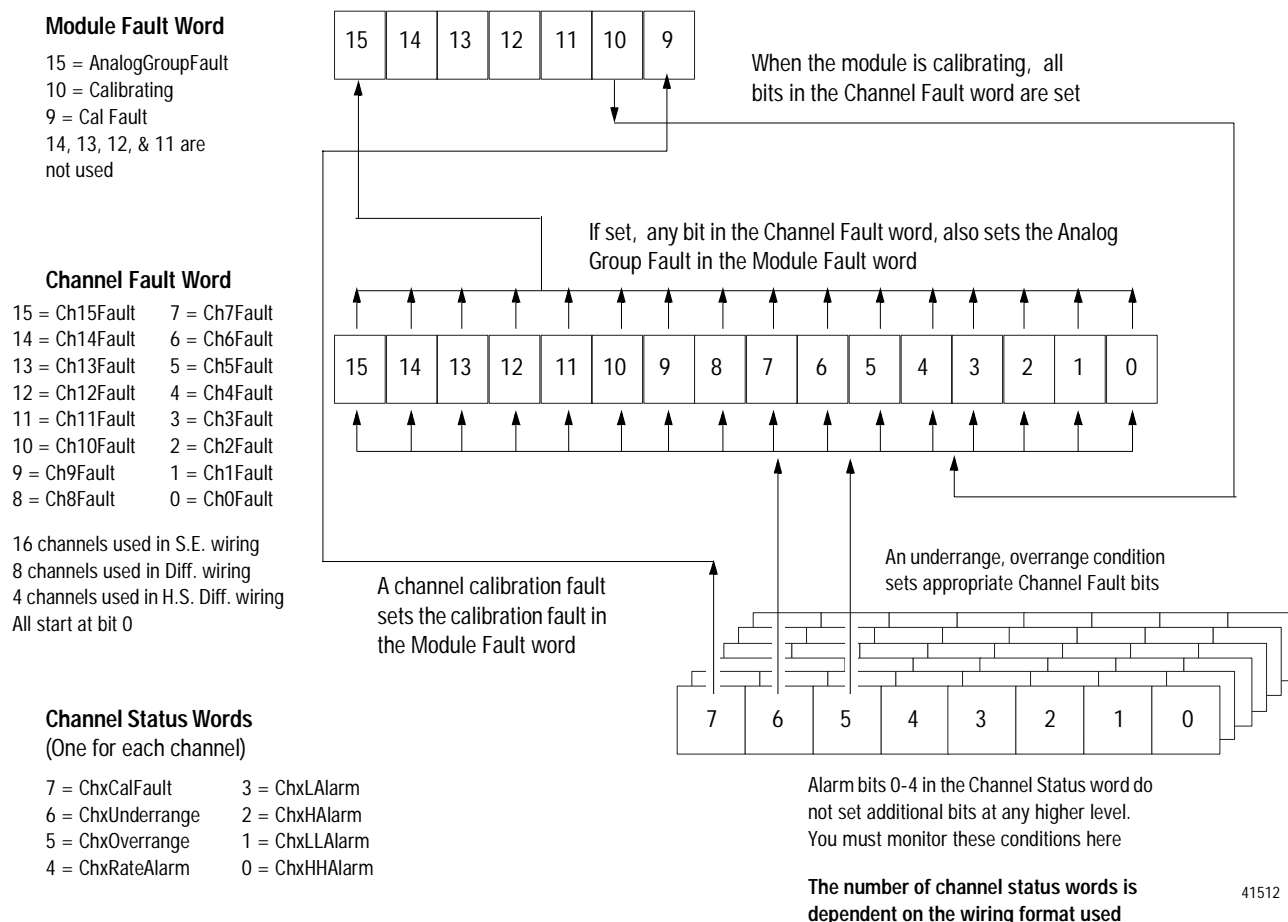 Module Fault Word
15 = AnalogGroupFault
10 = Calibrating
9 = Cal Fault
14, 13, 12, & 11 are
not used
15 14 13 12 11 10 9
When the module is calibrating, all
bits in the Channel Fault word are set
If set, any bit in the Channel Fault word, also sets the Analog
Group Fault in the Module Fault word
Channel Fault Word
15 = Ch15Fault 7 = Ch7Fault
14 = Ch14Fault 6 = Ch6Fault
13 = Ch13Fault 5 = Ch5Fault
12 = Ch12Fault 4 = Ch4Fault
11 = Ch11Fault 3 = Ch3Fault
10 = Ch10Fault 2 = Ch2Fault
9 = Ch9Fault 1 = Ch1Fault
8 = Ch8Fault 0 = Ch0Fault
15 14 13 12 11 10 9 8 7 6 5 4 3 2 1 0
16 channels used in S.E. wiring
8 channels used in Diff. wiring
4 channels used in H.S. Diff. wiring
All start at bit 0
A channel calibration fault
sets the calibration fault in
the Module Fault word
An underrange, overrange condition
sets appropriate Channel Fault bits
7 6 5 4 3 2 1 0
Channel Status Words
(One for each channel)
7 = ChxCalFault 3 = ChxLAlarm
6 = ChxUnderrange 2 = ChxHAlarm
5 = ChxOverrange 1 = ChxLLAlarm
4 = ChxRateAlarm 0 = ChxHHAlarm
Alarm bits 0-4 in the Channel Status word do
not set additional bits at any higher level.
You must monitor these conditions here
The number of channel status words is
dependent on the wiring format used
41512